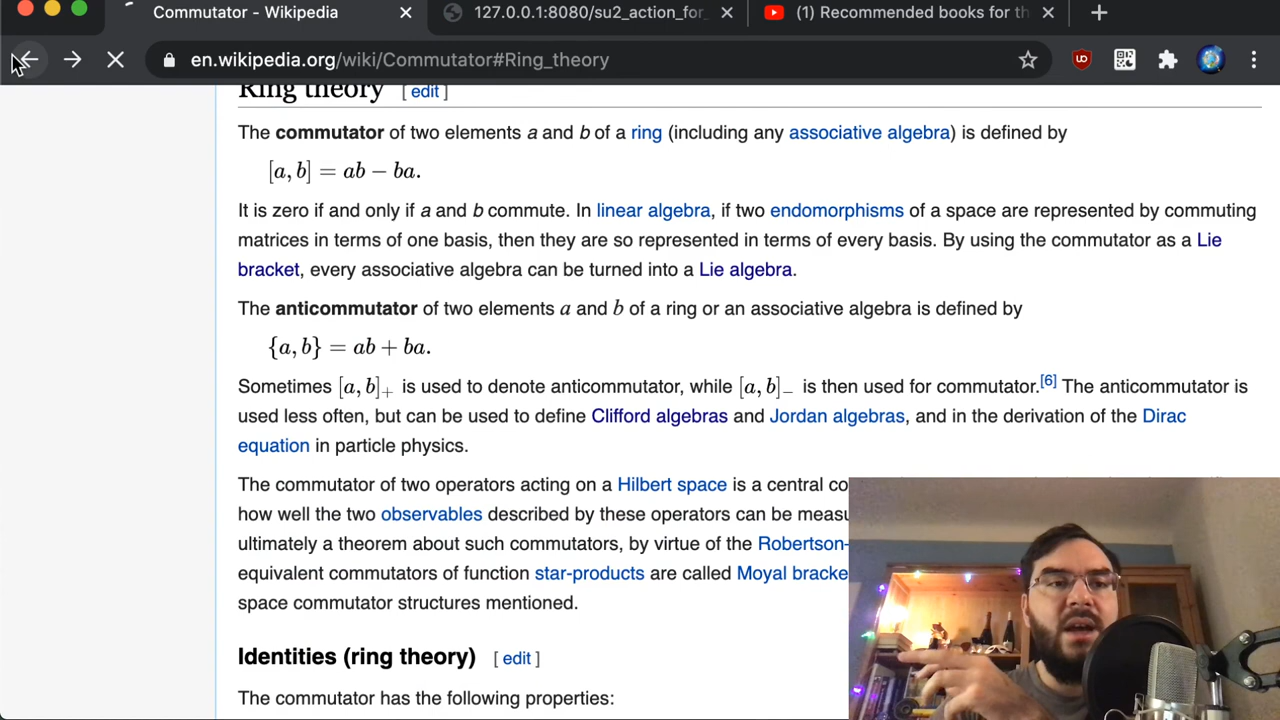 Commutator - Wikipedia
127.0.0.1:8080/su2_action_for_
(1) Recommended books for th
en.wikipedia.org/wiki/Commutator#Ring_theory
Ring theory [ edit ]
The commutator of two elements a and b of a ring (including any associative algebra) is defined by
[a, b] = ab − ba.
It is zero if and only if a and b commute. In linear algebra, if two endomorphisms of a space are represented by commuting
matrices in terms of one basis, then they are so represented in terms of every basis. By using the commutator as a Lie
bracket, every associative algebra can be turned into a Lie algebra.
The anticommutator of two elements a and b of a ring or an associative algebra is defined by
{a, b} = ab + ba.
Sometimes [a, b]₊ is used to denote anticommutator, while [a, b]₋ is then used for commutator.[6] The anticommutator is
used less often, but can be used to define Clifford algebras and Jordan algebras, and in the derivation of the Dirac
equation in particle physics.
The commutator of two operators acting on a Hilbert space is a central co
how well the two observables described by these operators can be measu
ultimately a theorem about such commutators, by virtue of the Robertson-
equivalent commutators of function star-products are called Moyal bracke
space commutator structures mentioned.
Identities (ring theory) [ edit ]
The commutator has the following properties: